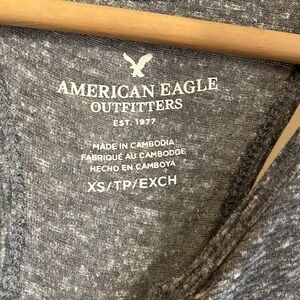 AMERICAN EAGLE
OUTFITTERS
EST. 1977
MADE IN CAMBODIA
FABRIQUÉ AU CAMBODGE
HECHO EN CAMBOYA
XS/TP/EXCH